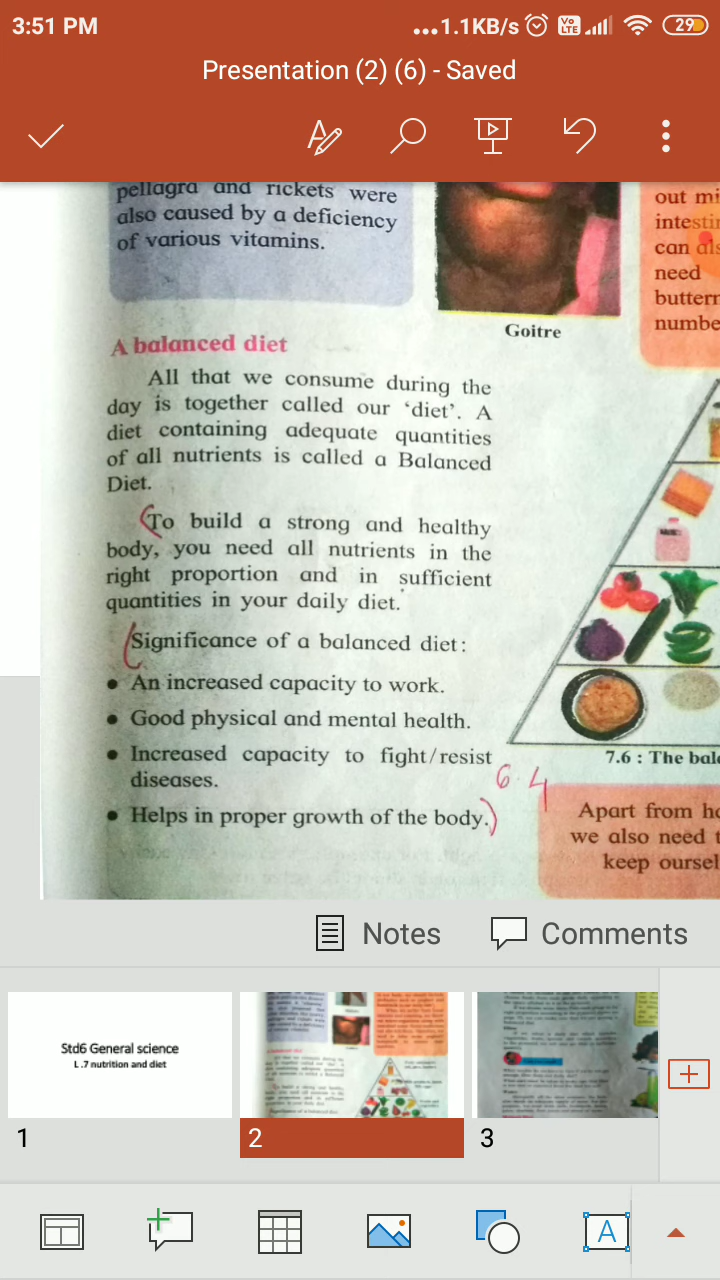 3:51 PM
...1.1KB/s
Vo LTE
29
Presentation (2) (6) - Saved
pellagra and rickets were
also caused by a deficiency
of various vitamins.
Goitre
out mi
intestin
can als
need
buttern
numbe
A balanced diet
All that we consume during the
day is together called our ‘diet’. A
diet containing adequate quantities
of all nutrients is called a Balanced
Diet.
To build a strong and healthy
body, you need all nutrients in the
right proportion and in sufficient
quantities in your daily diet.
Significance of a balanced diet:
• An increased capacity to work.
• Good physical and mental health.
• Increased capacity to fight/resist
diseases.
• Helps in proper growth of the body.
6.4
7.6 : The bala
Apart from ho
we also need t
keep oursel
Notes
Comments
Std6 General science
L .7 nutrition and diet
1
2
3
A